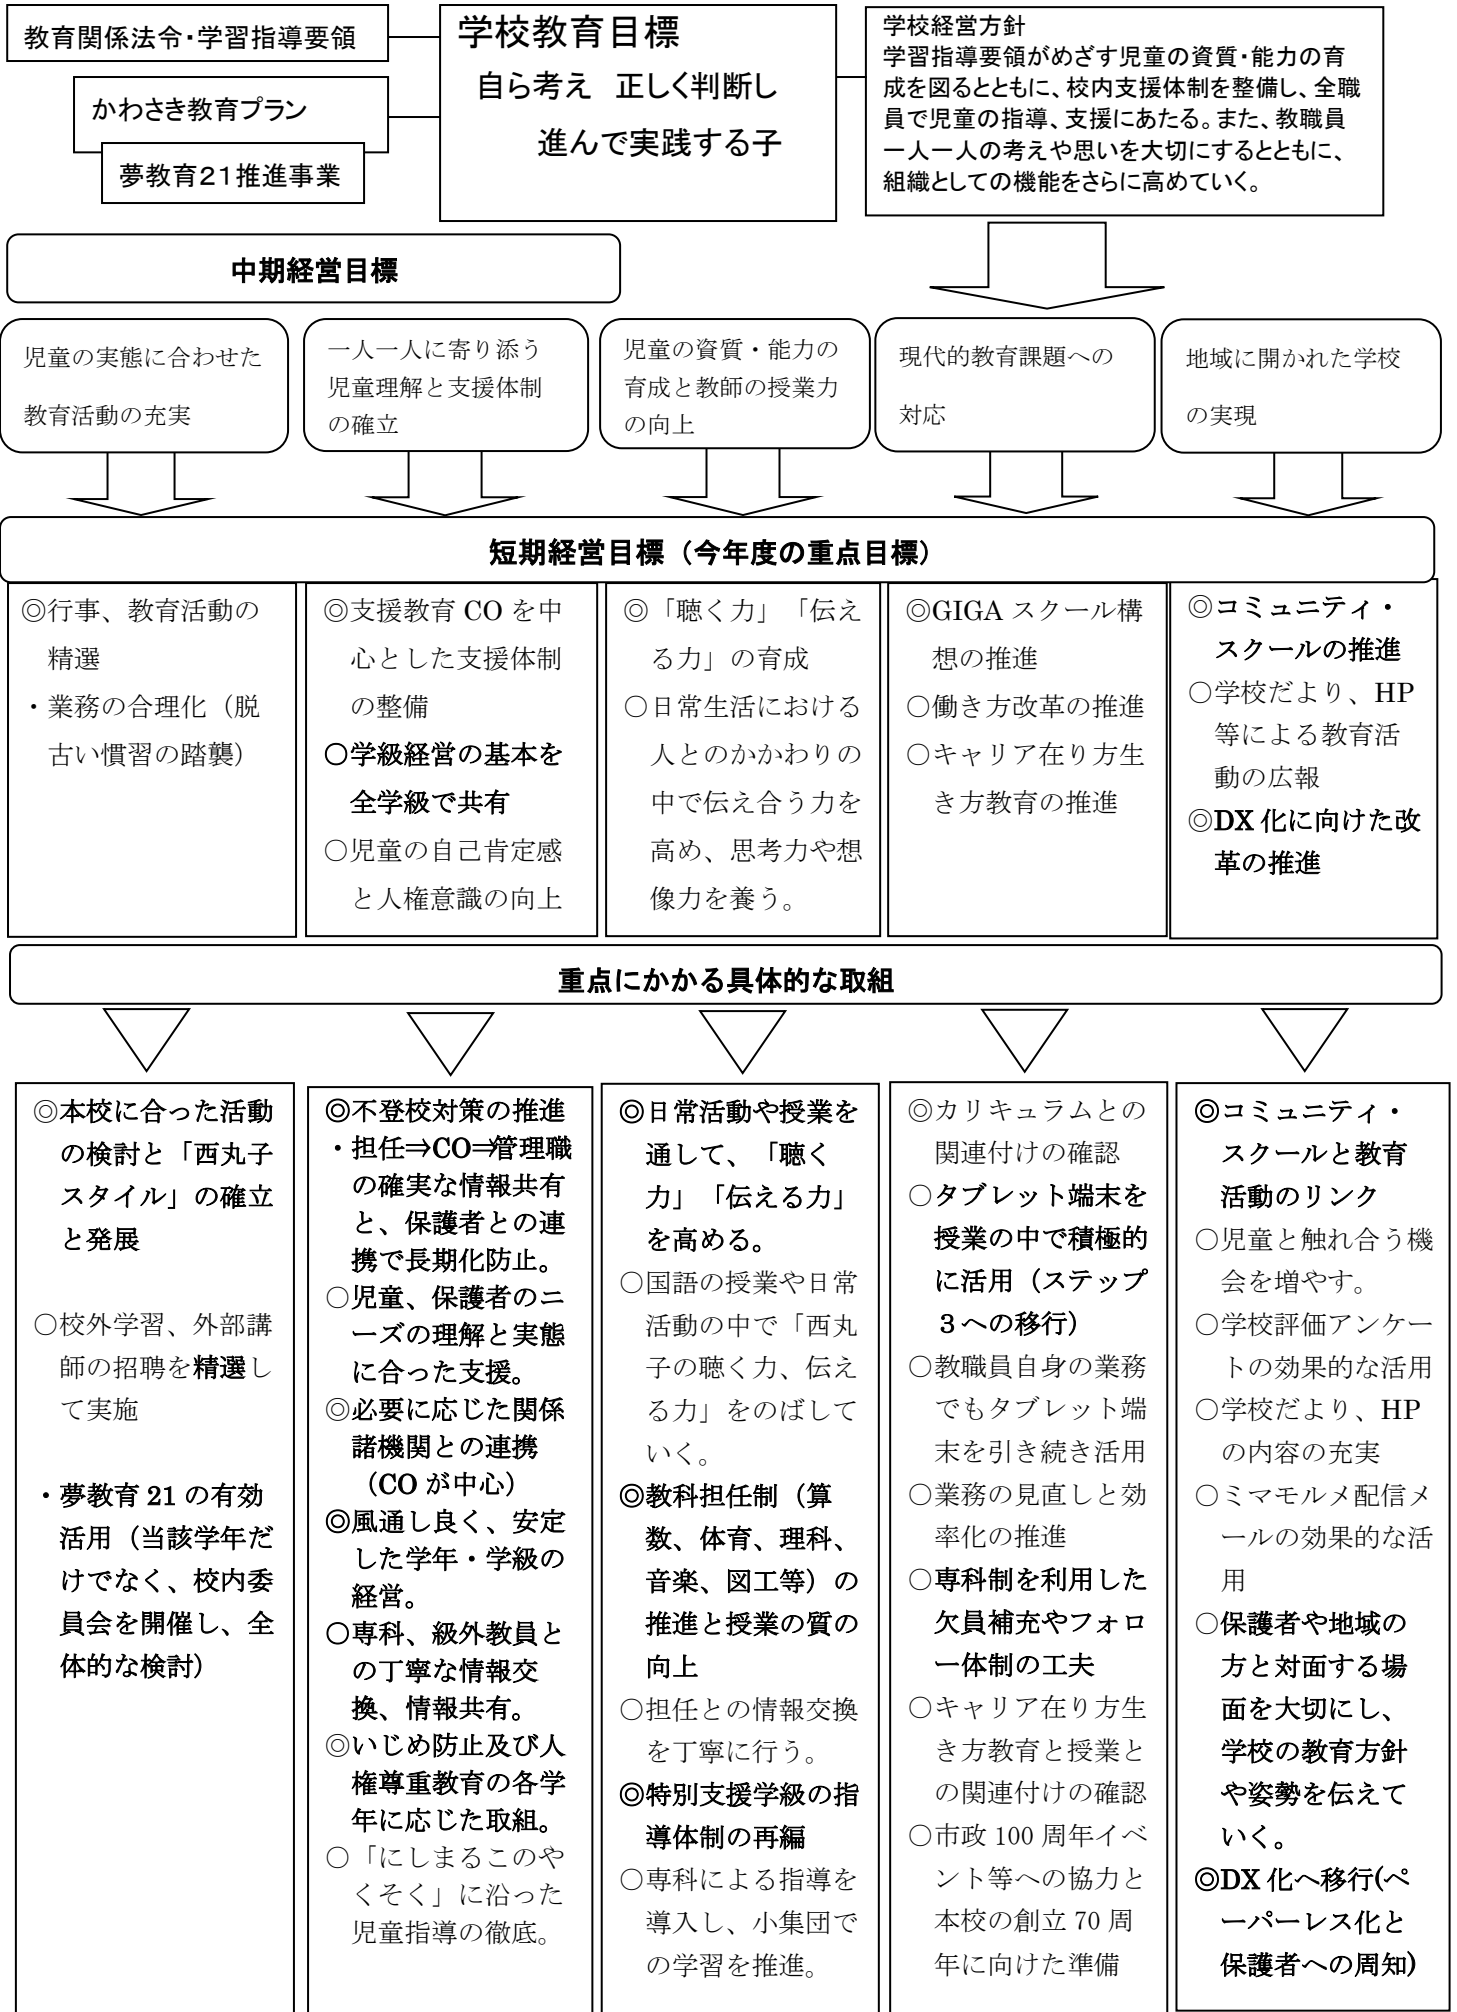 教育関係法令・学習指導要領
かわさき教育プラン
夢教育２１推進事業
学校教育目標
自ら考え　正しく判断し
進んで実践する子
学校経営方針
学習指導要領がめざす児童の資質・能力の育
成を図るとともに、校内支援体制を整備し、全職
員で児童の指導、支援にあたる。また、教職員
一人一人の考えや思いを大切にするとともに、
組織としての機能をさらに高めていく。
中期経営目標
児童の実態に合わせた
教育活動の充実
一人一人に寄り添う
児童理解と支援体制
の確立
児童の資質・能力の
育成と教師の授業力
の向上
現代的教育課題への
対応
地域に開かれた学校
の実現
短期経営目標（今年度の重点目標）
◎行事、教育活動の
精選
・業務の合理化（脱
古い慣習の踏襲）
◎支援教育 CO を中
心とした支援体制
の整備
○学級経営の基本を
全学級で共有
○児童の自己肯定感
と人権意識の向上
◎「聴く力」「伝え
る力」の育成
○日常生活における
人とのかかわりの
中で伝え合う力を
高め、思考力や想
像力を養う。
◎GIGA スクール構
想の推進
○働き方改革の推進
○キャリア在り方生
き方教育の推進
◎コミュニティ・
スクールの推進
○学校だより、HP
等による教育活
動の広報
◎DX 化に向けた改
革の推進
重点にかかる具体的な取組
◎本校に合った活動
の検討と「西丸子
スタイル」の確立
と発展
○校外学習、外部講
師の招聘を精選し
て実施
・夢教育 21 の有効
活用（当該学年だ
けでなく、校内委
員会を開催し、全
体的な検討）
◎不登校対策の推進
・担任⇒CO⇒管理職
の確実な情報共有
と、保護者との連
携で長期化防止。
○児童、保護者のニ
ーズの理解と実態
に合った支援。
◎必要に応じた関係
諸機関との連携
（CO が中心）
◎風通し良く、安定
した学年・学級の
経営。
○専科、級外教員と
の丁寧な情報交
換、情報共有。
◎いじめ防止及び人
権尊重教育の各学
年に応じた取組。
○「にしまるこのや
くそく」に沿った
児童指導の徹底。
◎日常活動や授業を
通して、「聴く
力」「伝える力」
を高める。
○国語の授業や日常
活動の中で「西丸
子の聴く力、伝え
る力」をのばして
いく。
◎教科担任制（算
数、体育、理科、
音楽、図工等）の
推進と授業の質の
向上
○担任との情報交換
を丁寧に行う。
◎特別支援学級の指
導体制の再編
○専科による指導を
導入し、小集団で
の学習を推進。
◎カリキュラムとの
関連付けの確認
○タブレット端末を
授業の中で積極的
に活用（ステップ
３への移行）
○教職員自身の業務
でもタブレット端
末を引き続き活用
○業務の見直しと効
率化の推進
○専科制を利用した
欠員補充やフォロ
ー体制の工夫
○キャリア在り方生
き方教育と授業と
の関連付けの確認
○市政 100 周年イベ
ント等への協力と
本校の創立 70 周
年に向けた準備
◎コミュニティ・
スクールと教育
活動のリンク
○児童と触れ合う機
会を増やす。
○学校評価アンケー
トの効果的な活用
○学校だより、HP
の内容の充実
○ミマモルメ配信メ
ールの効果的な活
用
○保護者や地域の
方と対面する場
面を大切にし、
学校の教育方針
や姿勢を伝えて
いく。
◎DX 化へ移行(ペ
ーパーレス化と
保護者への周知)